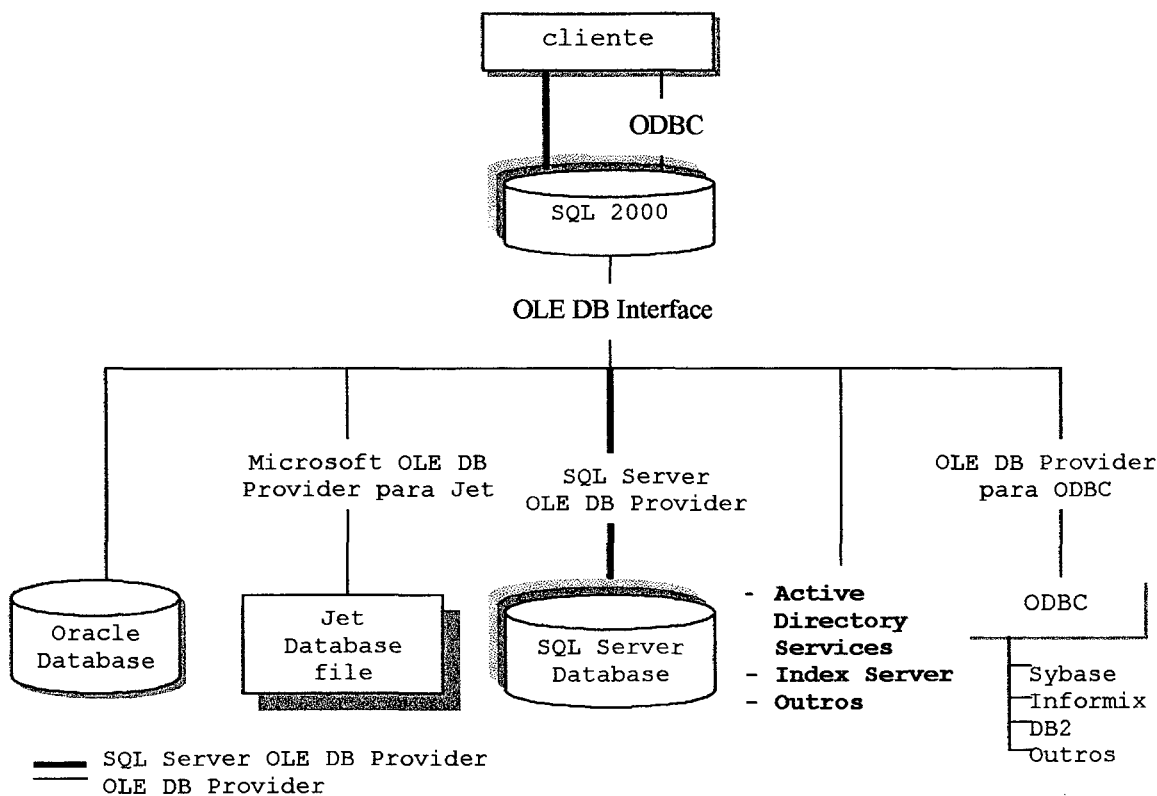 cliente
ODBC
SQL 2000
OLE DB Interface
Microsoft OLE DB
Provider para Jet
SQL Server
OLE DB Provider
OLE DB Provider
para ODBC
Oracle
Database
Jet
Database
file
SQL Server
Database
- Active
Directory
Services
- Index Server
- Outros
ODBC
Sybase
Informix
DB2
Outros
SQL Server OLE DB Provider
OLE DB Provider